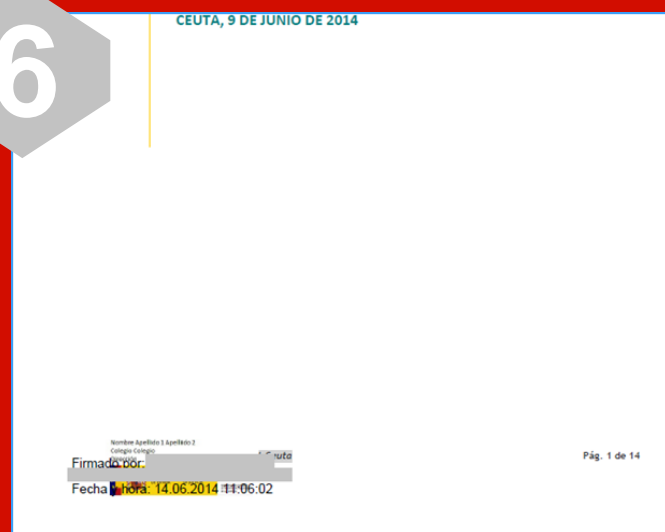 6
CEUTA, 9 DE JUNIO DE 2014
Nombre Apellido 1 Apellido 2
Colegio Colegio
Ceuta
Firmado por:
Pág. 1 de 14
Fecha hora: 14.06.2014 11:06:02